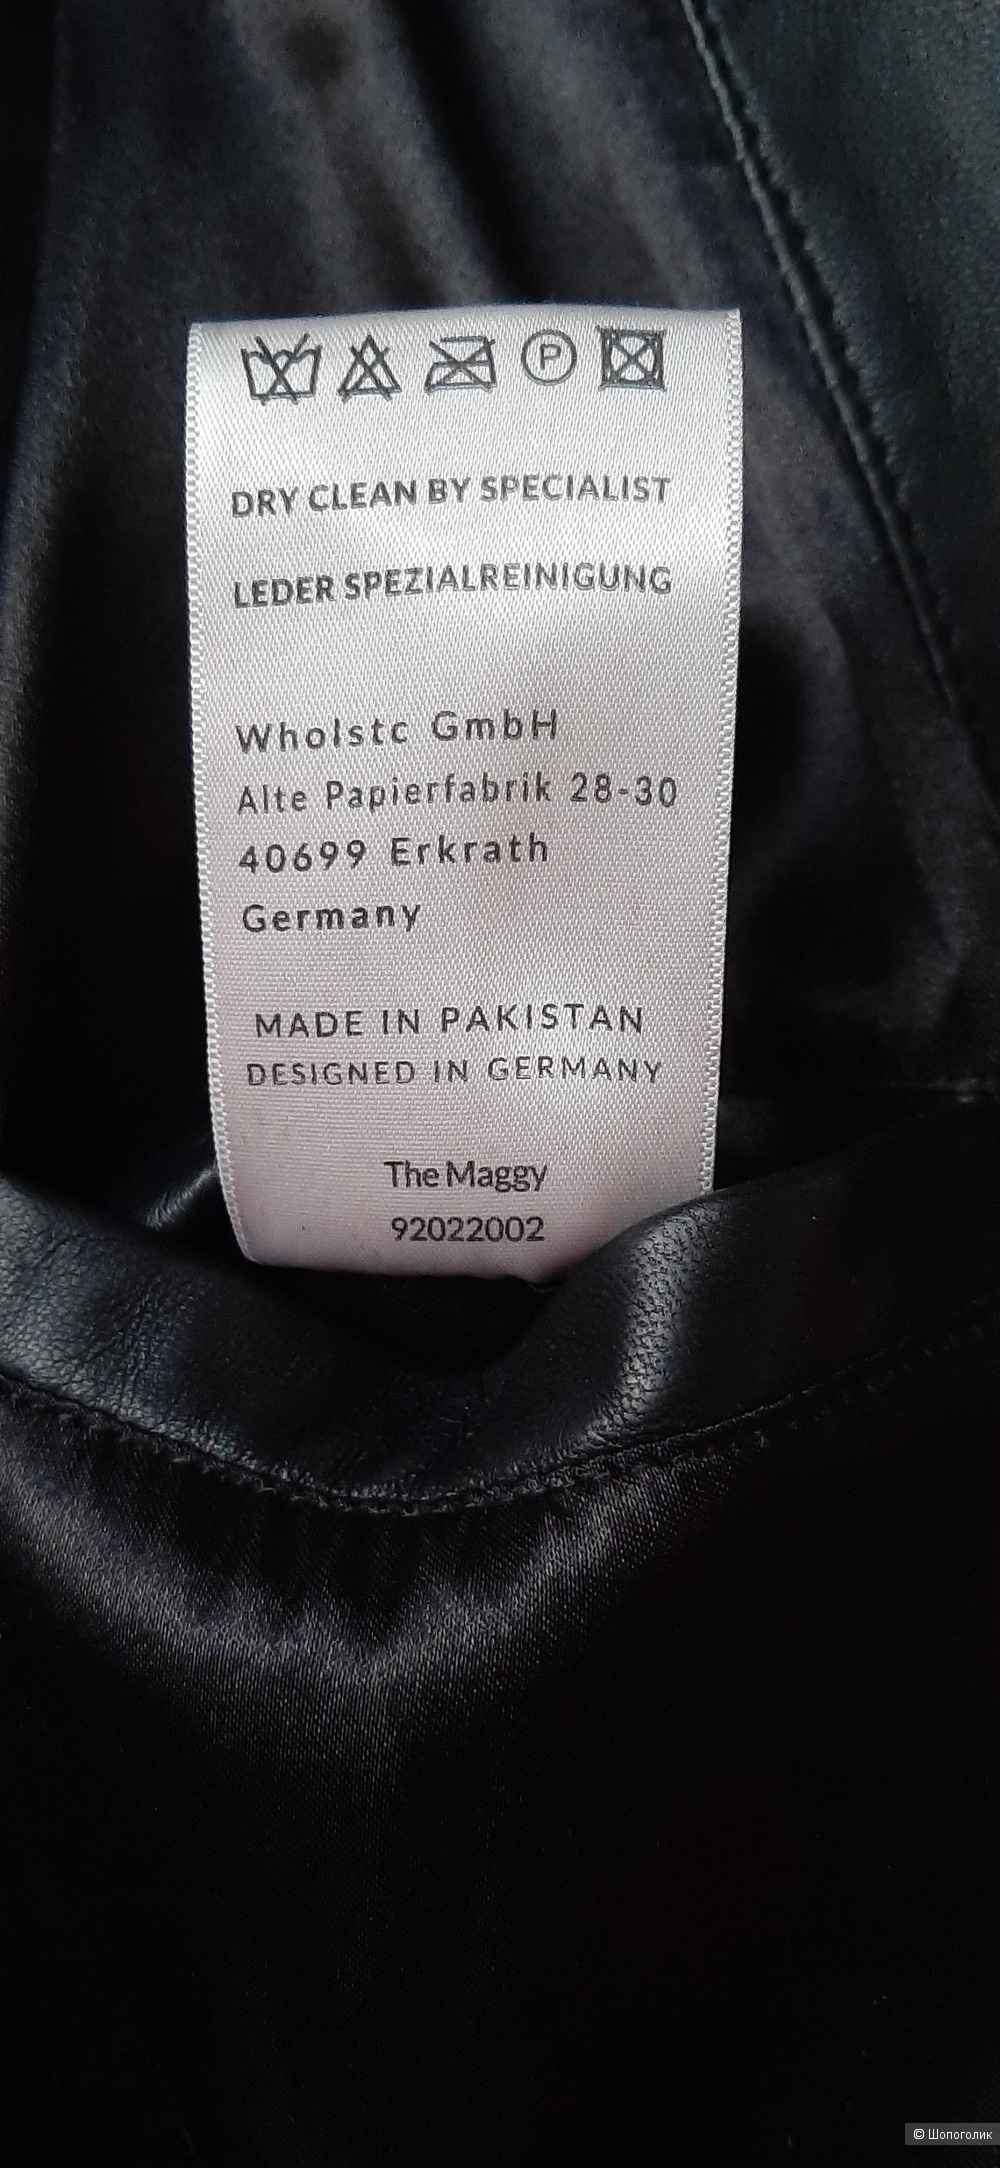 P
DRY CLEAN BY SPECIALIST
LEDER SPEZIALREINIGUNG
Wholstc GmbH
Alte Papierfabrik 28-30
40699 Erkrath
Germany
MADE IN PAKISTAN
DESIGNED IN GERMANY
The Maggy
92022002
© Шопоголик